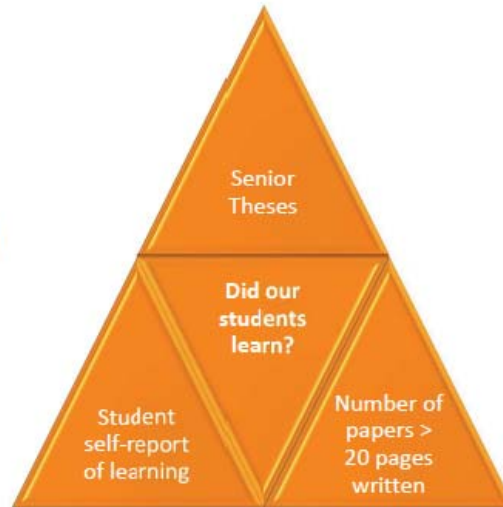 Senior
Theses
Did our
students
learn?
Student
self-report
of learning
Number of
papers >
20 pages
written